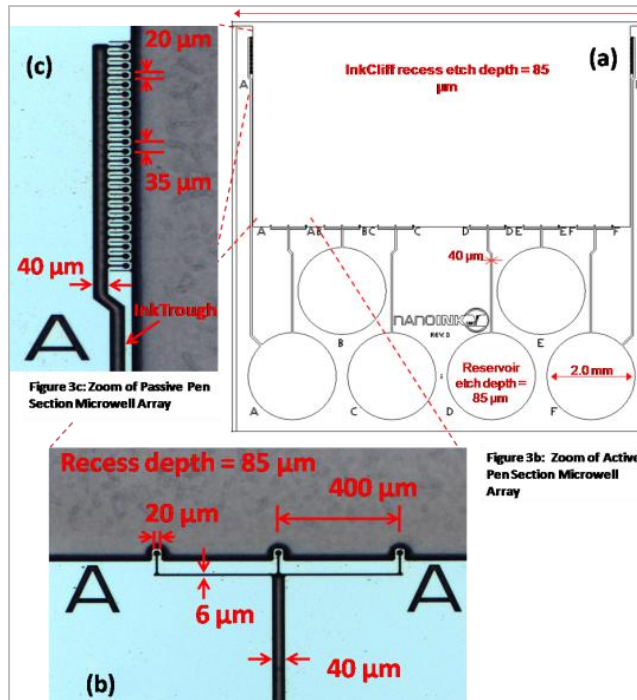 (c)
20 µm
35 µm
40 µm
InkTrough
A
Figure 3c: Zoom of Passive Pen
Section Microwell Array
(a)
InkCliff recess etch depth = 85
µm
A
A AB BC C D DE EF F
40 µm
NANOINK
REV. 3
B
E
A
C
D
F
Reservoir
etch depth =
85 µm
2.0 mm
Figure 3b: Zoom of Active
Pen Section Microwell
Array
Recess depth = 85 µm
400 µm
20 µm
A
A
6 µm
40 µm
(b)